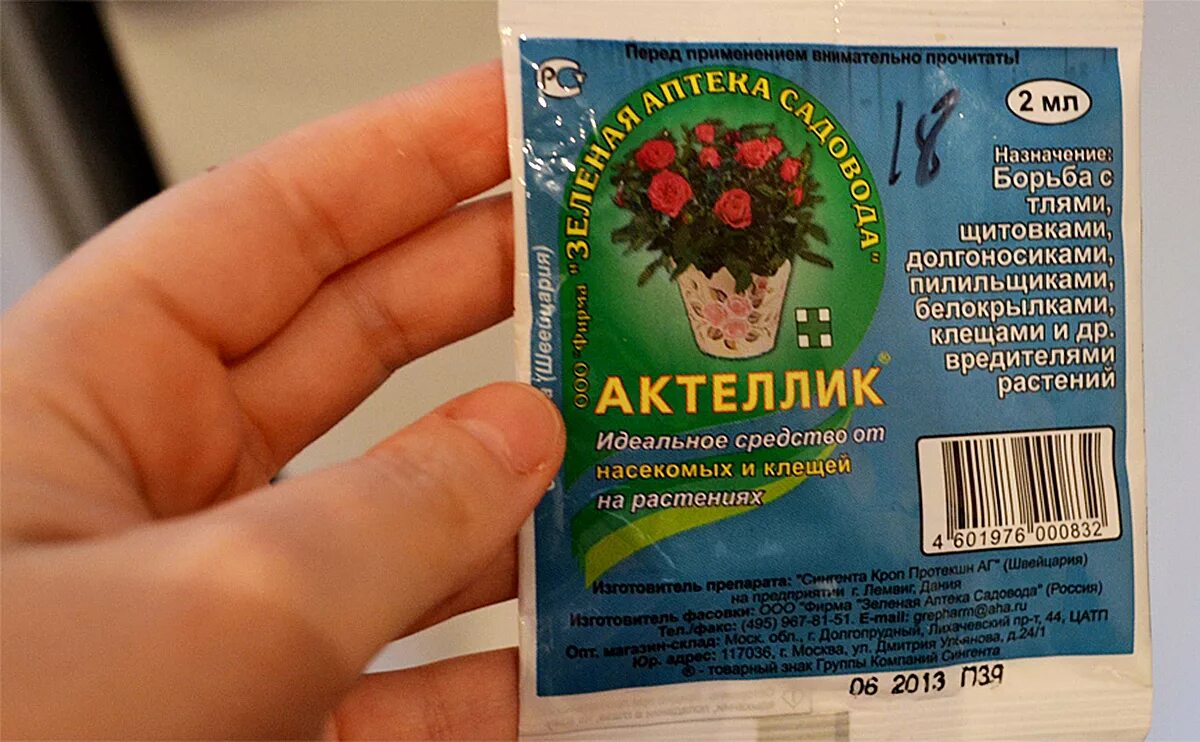 Перед применением внимательно прочитать!
РС
ООО "Фирма "ЗЕЛЕНАЯ АПТЕКА САДОВОДА"
18
2 мл
Назначение:
Борьба с
тлями,
щитовками,
долгоносиками,
пилильщиками,
белокрылками,
клещами и др.
вредителями
растений
(Швейцария)
АКТЕЛЛИК®
Идеальное средство от
насекомых и клещей
на растениях
4 601976 000832
Изготовитель препарата: "Сингента Кроп Протекшн АГ" (Швейцария)
на предприятии г. Лемвиг, Дания
Изготовитель фасовки: ООО "Фирма "Зеленая Аптека Садовода" (Россия)
Тел./факс: (495) 967-81-51. E-mail: grepharm@aha.ru
Опт. магазин-склад: Моск. обл., г. Долгопрудный, Лихачевский пр-т, 44, ЦАТП
Юр. адрес: 117036, г. Москва, ул. Дмитрия Ульянова, д.24/1
® - товарный знак Группы Компаний Сингента
06 2013 П39